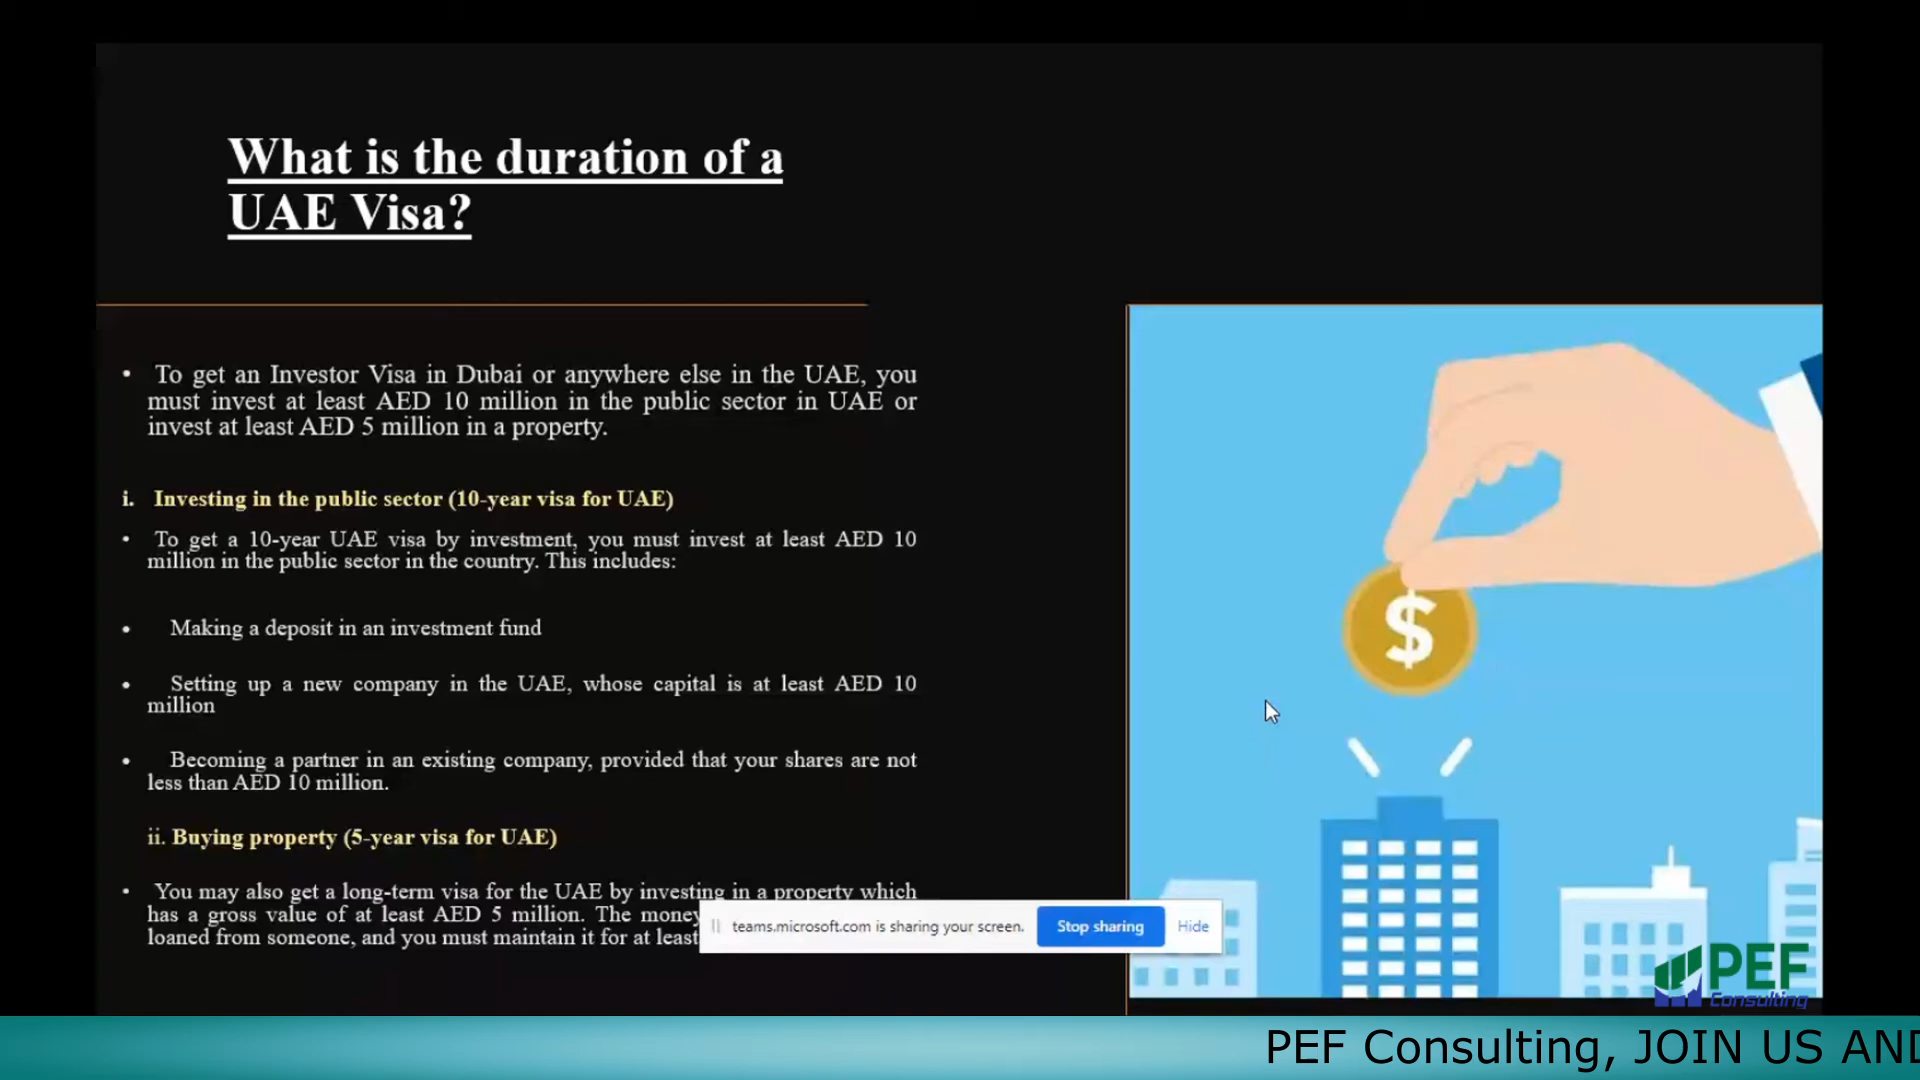 What is the duration of a
UAE Visa?
• To get an Investor Visa in Dubai or anywhere else in the UAE, you
must invest at least AED 10 million in the public sector in UAE or
invest at least AED 5 million in a property.
i. Investing in the public sector (10-year visa for UAE)
• To get a 10-year UAE visa by investment, you must invest at least AED 10
million in the public sector in the country. This includes:
• Making a deposit in an investment fund
• Setting up a new company in the UAE, whose capital is at least AED 10
million
• Becoming a partner in an existing company, provided that your shares are not
less than AED 10 million.
ii. Buying property (5-year visa for UAE)
• You may also get a long-term visa for the UAE by investing in a property which
has a gross value of at least AED 5 million. The money
loaned from someone, and you must maintain it for at least
teams.microsoft.com is sharing your screen. Stop sharing Hide
$
PEF
Consulting
PEF Consulting, JOIN US AND